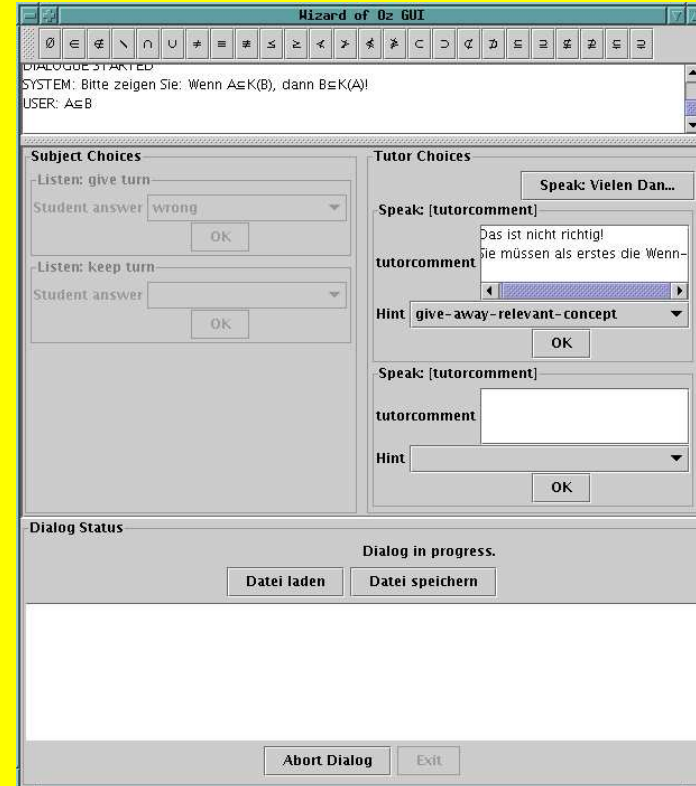 Wizard of Oz GUI
Ø ∈ ∉ \ ∩ ∪ ≠ ≡ ≢ ≤ ≥ ≮ ≯ ≰ ≱ ⊂ ⊃ ⊄ ⊅ ⊆ ⊇ ⊈ ⊉ ⊊ ⊋
DIALOGUE STARTED
SYSTEM: Bitte zeigen Sie: Wenn A⊆K(B), dann B⊆K(A)!
USER: A⊆B
Subject Choices
Listen: give turn
Student answer wrong
OK
Listen: keep turn
Student answer
OK
Tutor Choices
Speak: Vielen Dan...
Speak: [tutorcomment]
Das ist nicht richtig!
Sie müssen als erstes die Wenn-
tutorcomment
Hint give-away-relevant-concept
OK
Speak: [tutorcomment]
tutorcomment
Hint
OK
Dialog Status
Dialog in progress.
Datei laden Datei speichern
Abort Dialog Exit